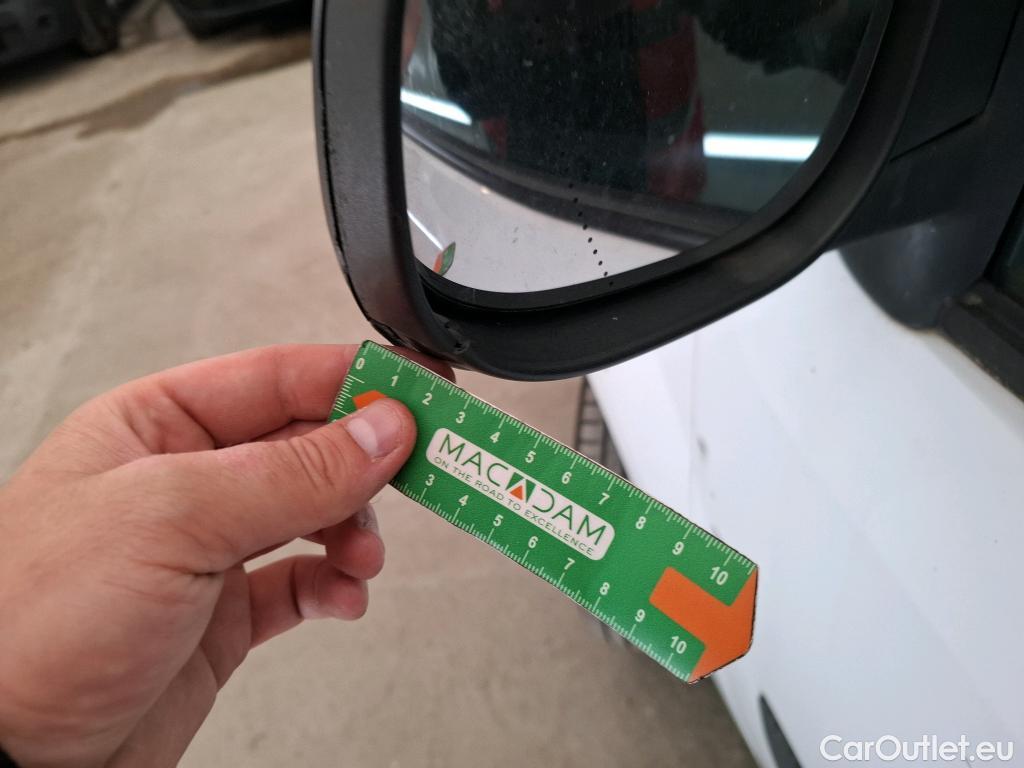 0 1 2 3 4 5 6 7 8 9 10
MACADAM
ON THE ROAD TO EXCELLENCE
3 4 5 6 7 8 9 10
CarOutlet.eu